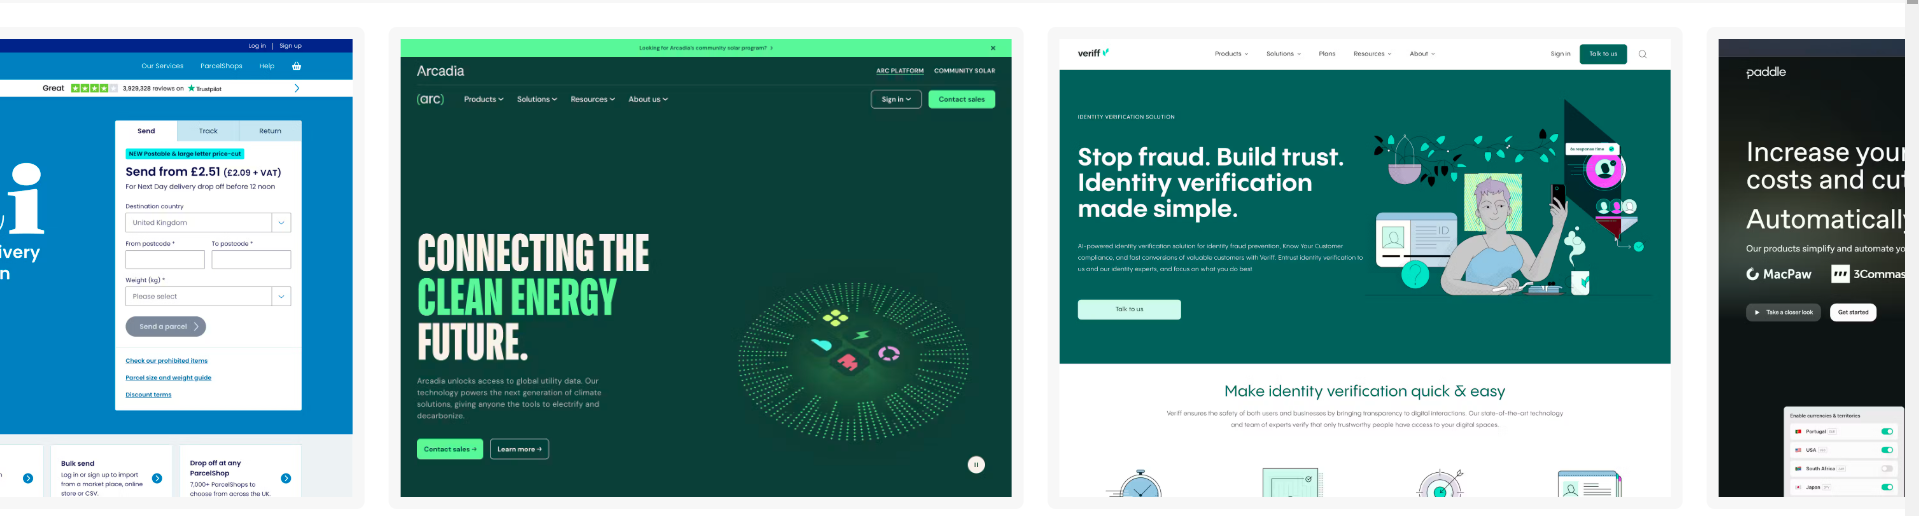 Log in | Sign up
Our Services ParcelShops Help
Great 3,929,328 reviews on Trustpilot
i
ivery
n
Send Track Return
NEW Postable & large letter price-cut
Send from £2.51 (£2.09 + VAT)
For Next Day delivery drop off before 12 noon
Destination country
United Kingdom
From postcode * To postcode *
Weight (kg) *
Please select
Send a parcel
Check our prohibited items
Parcel size and weight guide
Discount terms
Bulk send
Log in or sign up to import
from a market place, online
store or CSV.
Drop off at any
ParcelShop
7,000+ ParcelShops to
choose from across the UK.
Looking for Arcadia's community solar program?
Arcadia
ARC PLATFORM COMMUNITY SOLAR
(arc) Products Solutions Resources About us Sign in Contact sales
CONNECTING THE
CLEAN ENERGY
FUTURE.
Arcadia unlocks access to global utility data. Our
technology powers the next generation of climate
solutions, giving anyone the tools to electrify and
decarbonize.
Contact sales → Learn more →
veriff Products Solutions Plans Resources About Sign in Talk to us
IDENTITY VERIFICATION SOLUTION
Stop fraud. Build trust.
Identity verification
made simple.
AI-powered identity verification solution for identity fraud prevention, Know Your Customer
compliance, and fast conversions of valuable customers with Veriff. Entrust identity verification to
us and our identity experts, and focus on what you do best
Talk to us
6s response time
ID
?
Make identity verification quick & easy
Veriff ensures the safety of both users and businesses by bringing transparency to digital interactions. Our state-of-the-art technology
and team of experts verify that only trustworthy people have access to your digital spaces.
paddle
Increase your
costs and cut
Automatically
Our products simplify and automate yo
MacPaw 3Commas
Take a closer look Get started
Enable currencies & territories
Portugal
USA
South Africa
Japan